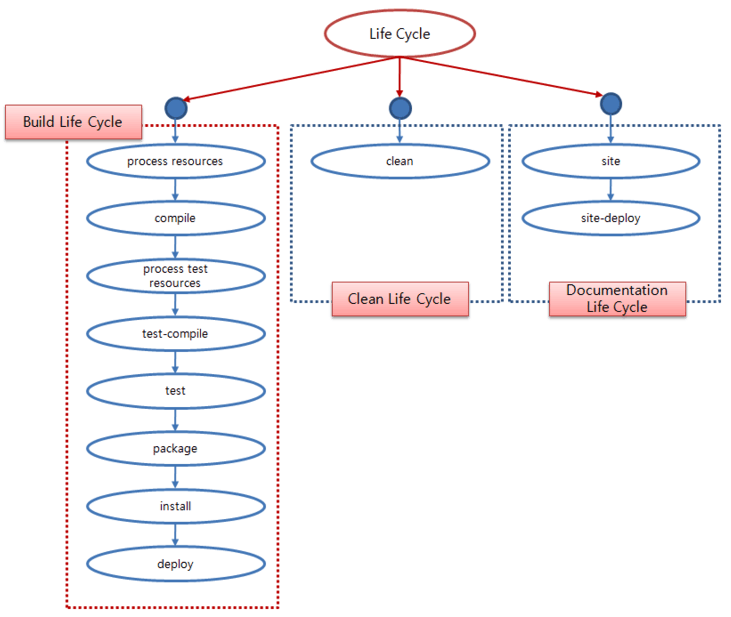 Life Cycle
Build Life Cycle
process resources
compile
process test
resources
test-compile
test
package
install
deploy
clean
Clean Life Cycle
site
site-deploy
Documentation
Life Cycle